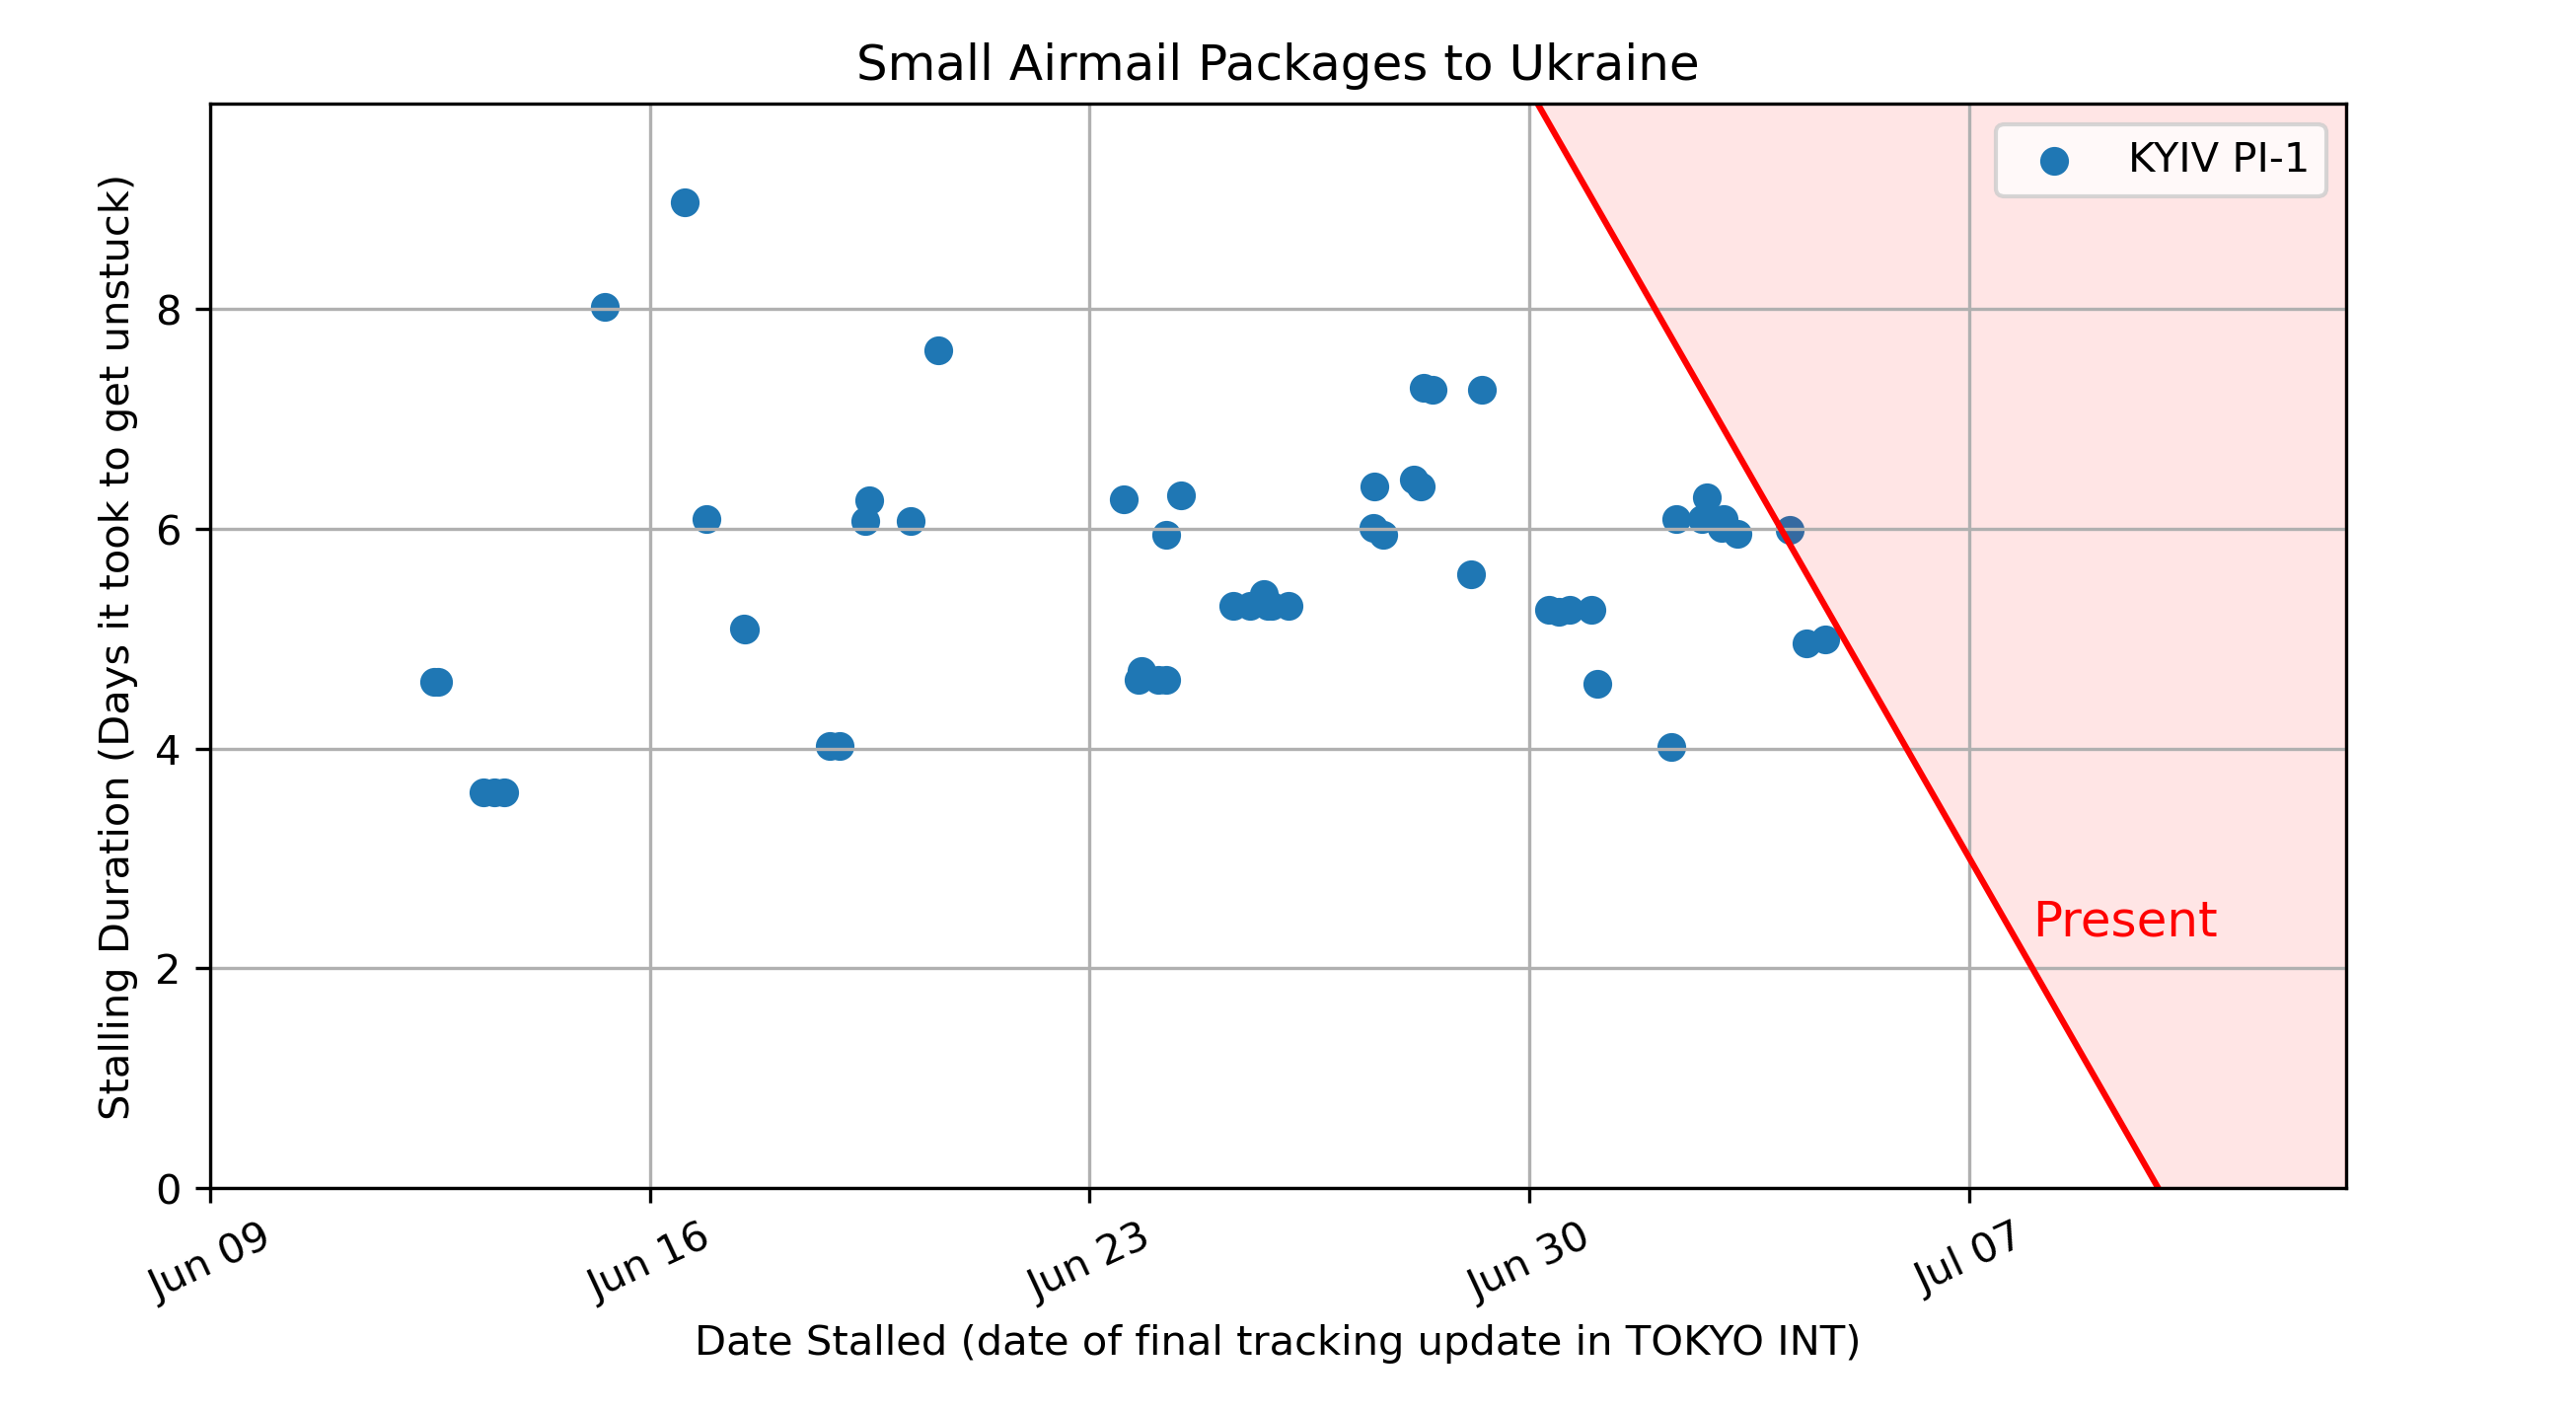 Small Airmail Packages to Ukraine
KYIV PI-1
Stalling Duration (Days it took to get unstuck)
8
6
4
2
0
Present
Jun 09
Jun 16
Jun 23
Jun 30
Jul 07
Date Stalled (date of final tracking update in TOKYO INT)